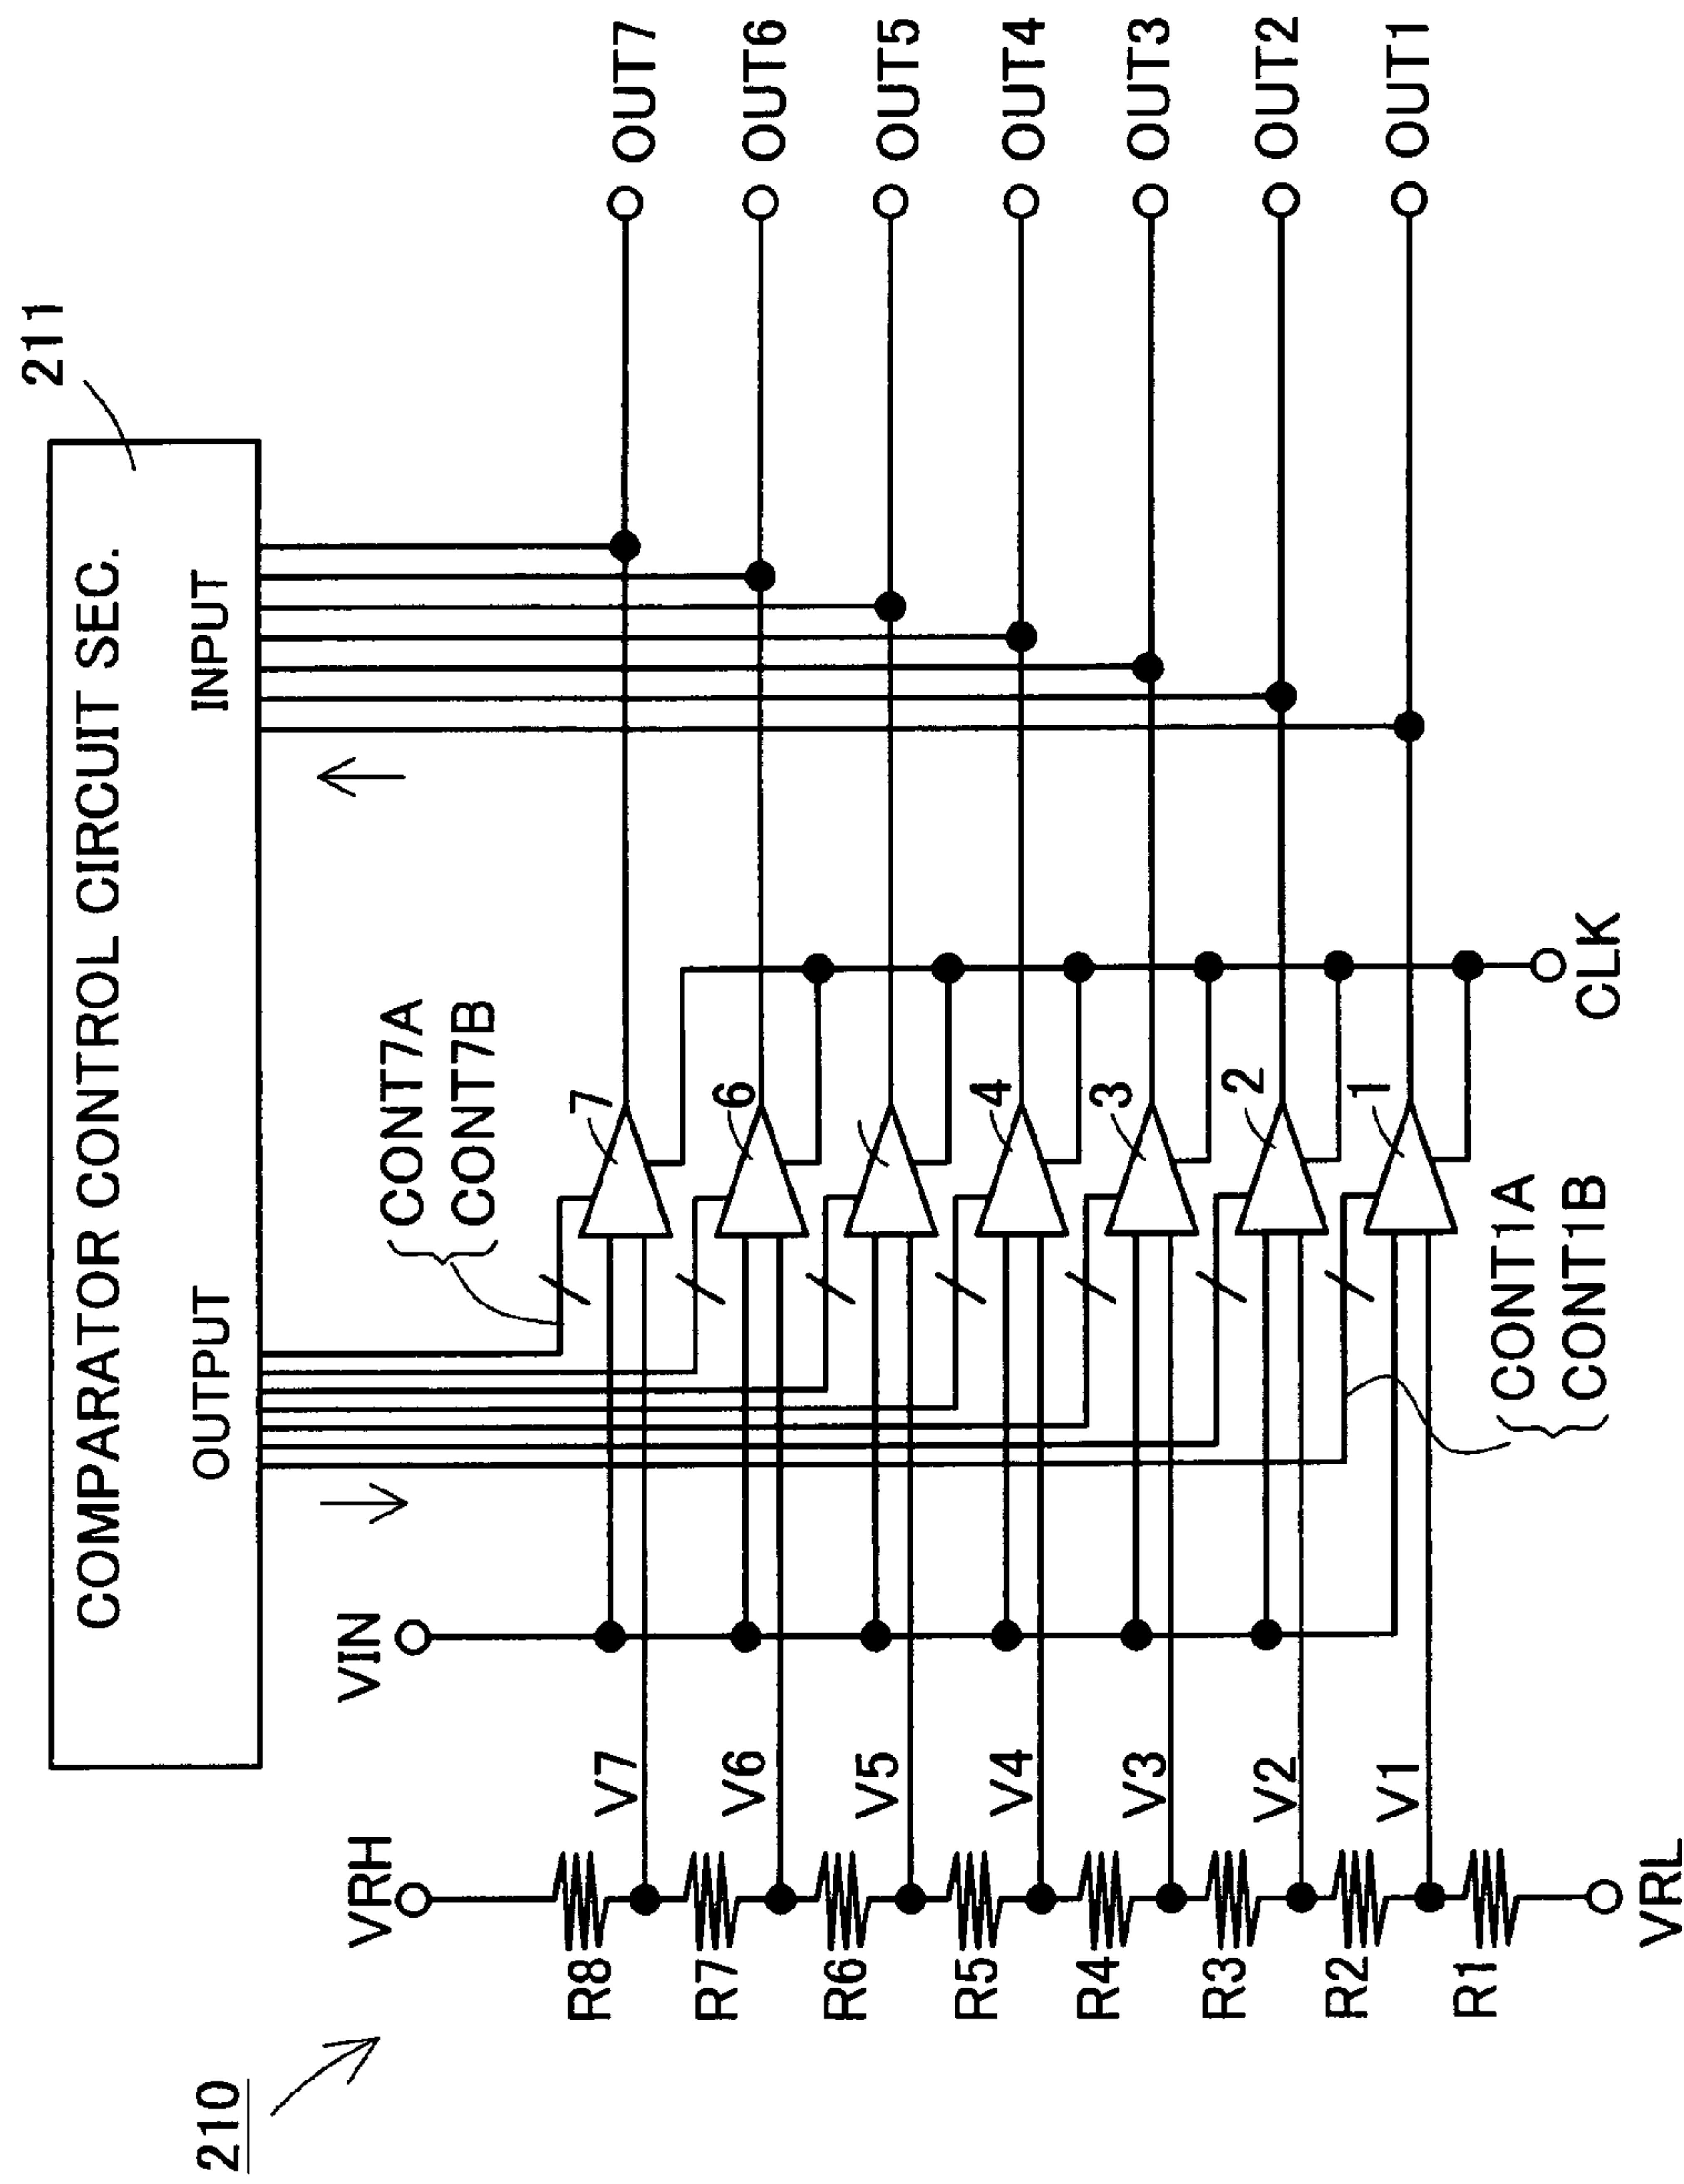 210
COMPARATOR CONTROL CIRCUIT SEC.
211
OUTPUT
INPUT
VRH
VIN
CONT7A
CONT7B
R8
V7
7
OUT7
R7
V6
6
OUT6
R6
V5
OUT5
R5
V4
4
OUT4
R4
V3
3
OUT3
R3
V2
2
OUT2
R2
V1
1
OUT1
R1
CONT1A
CONT1B
CLK
VRL